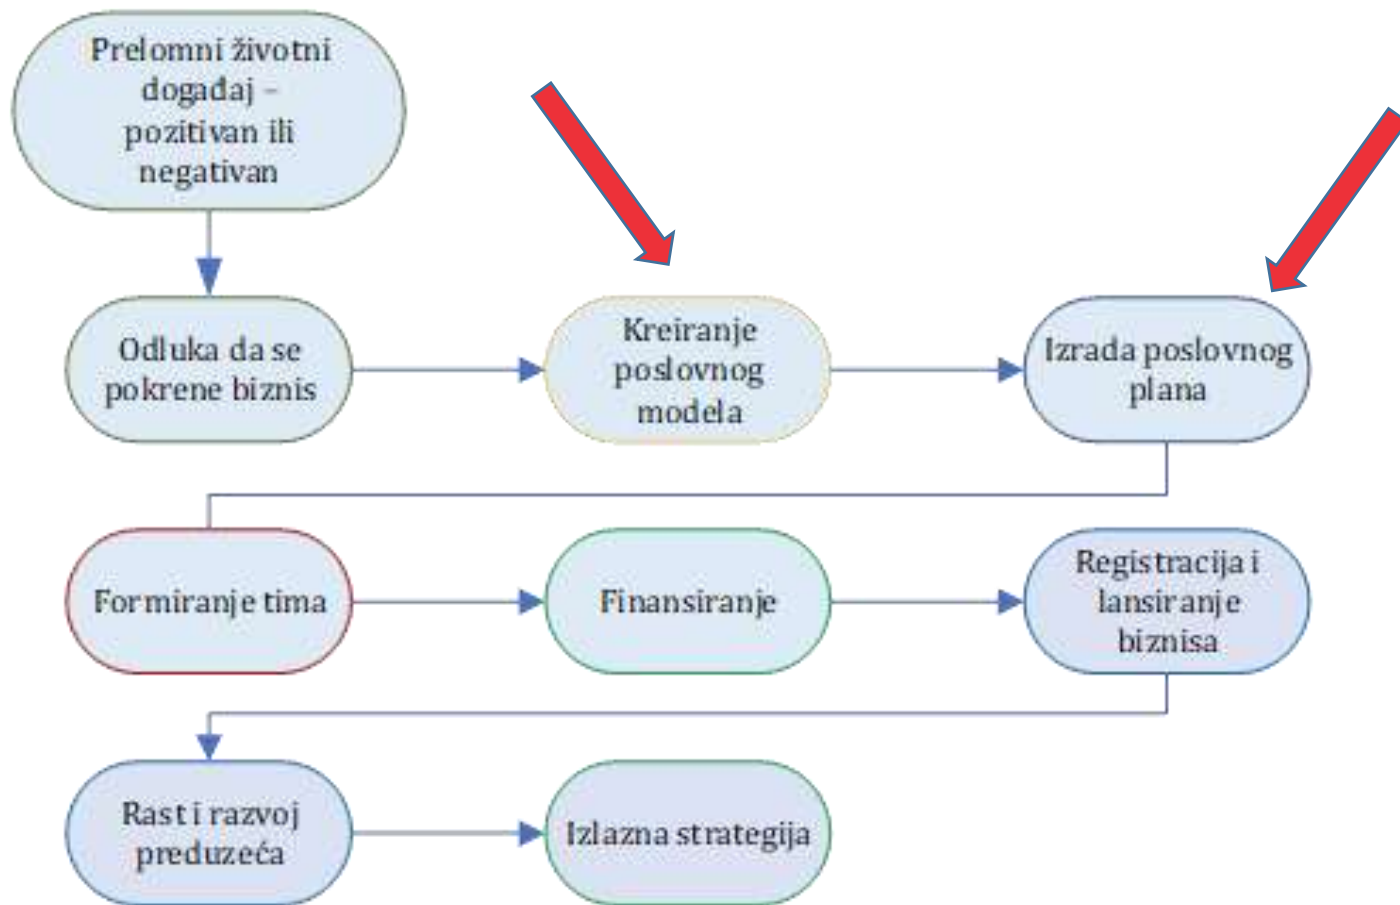 Prelomni životni
događaj –
pozitivan ili
negativan
Odluka da se
pokrene biznis
Kreiranje
poslovnog
modela
Izrada poslovnog
plana
Formiranje tima
Finansiranje
Registracija i
lansiranje
biznisa
Rast i razvoj
preduzeća
Izlazna strategija